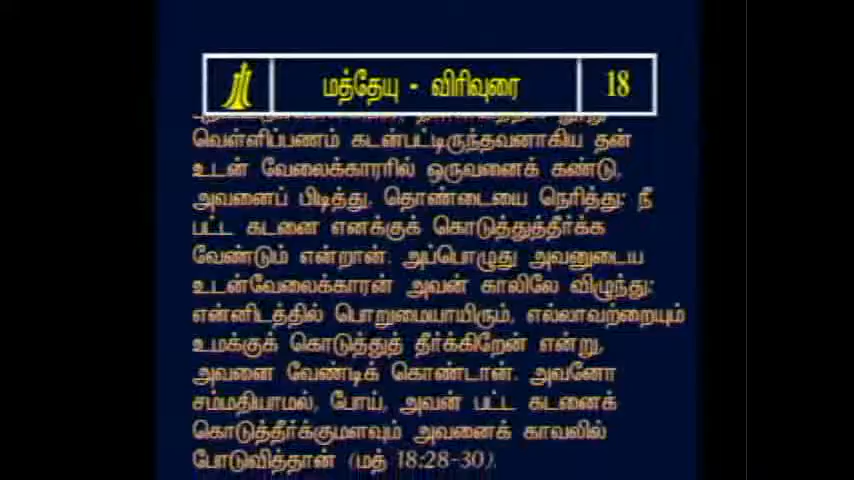 மத்தேயு - விரிவுரை
18
வெள்ளிப்பணம் கடன்பட்டிருந்தவனாகிய தன்
உடன் வேலைக்காரரில் ஒருவனைக் கண்டு,
அவனைப் பிடித்து, தொண்டையை நெரித்து: நீ
பட்ட கடனை எனக்குக் கொடுத்துத்தீர்க்க
வேண்டும் என்றான். அப்பொழுது அவனுடைய
உடன்வேலைக்காரன் அவன் காலிலே விழுந்து:
என்னிடத்தில் பொறுமையாயிரும், எல்லாவற்றையும்
உமக்குக் கொடுத்துத் தீர்க்கிறேன் என்று,
அவனை வேண்டிக் கொண்டான். அவனோ
சம்மதியாமல், போய், அவன் பட்ட கடனைக்
கொடுத்தீர்க்குமளவும் அவனைக் காவலில்
போடுவித்தான் (மத் 18:28-30).